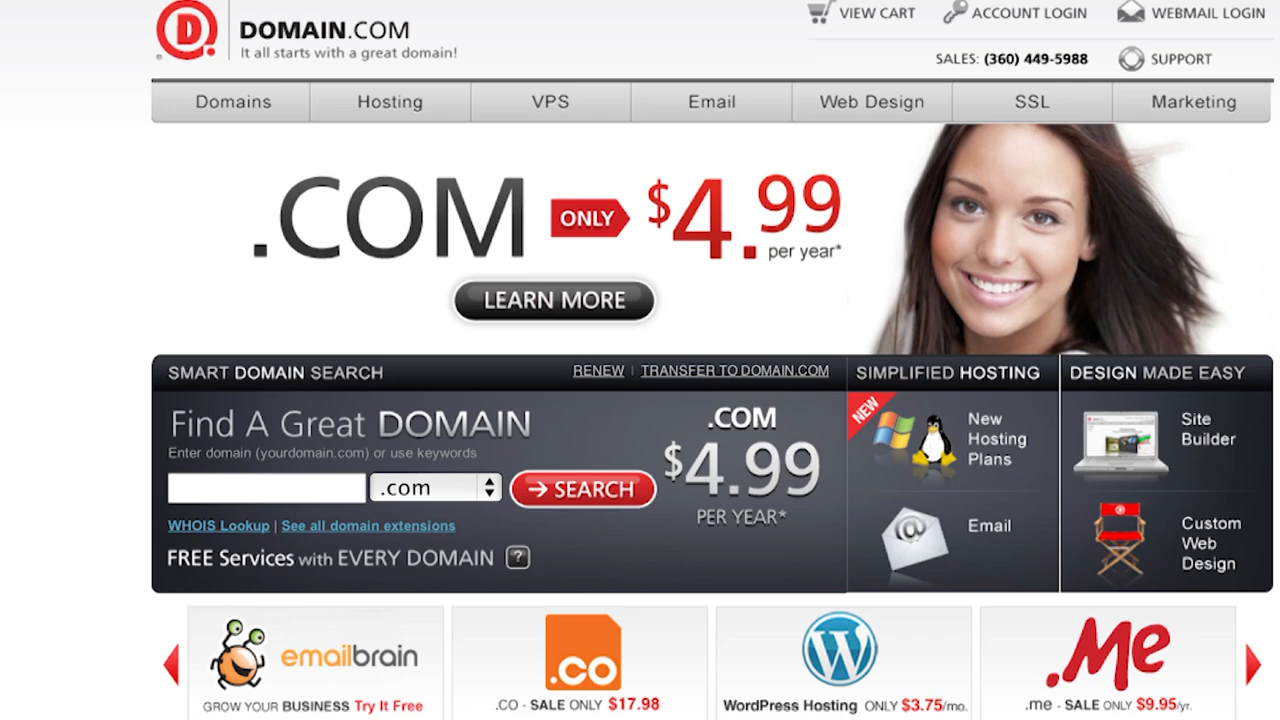 DOMAIN.COM
It all starts with a great domain!
VIEW CART
ACCOUNT LOGIN
WEBMAIL LOGIN
SALES: (360) 449-5988
SUPPORT
Domains
Hosting
VPS
Email
Web Design
SSL
Marketing
.COM ONLY $4.99
per year*
LEARN MORE
SMART DOMAIN SEARCH
RENEW | TRANSFER TO DOMAIN.COM
Find A Great DOMAIN
Enter domain (yourdomain.com) or use keywords
.com
SEARCH
WHOIS Lookup | See all domain extensions
FREE Services with EVERY DOMAIN ?
.COM
$4.99
PER YEAR*
SIMPLIFIED HOSTING
NEW
New
Hosting
Plans
@
Email
DESIGN MADE EASY
Site
Builder
Custom
Web
Design
emailbrain
GROW YOUR BUSINESS Try It Free
.co
.CO - SALE ONLY $17.98
W
WordPress Hosting ONLY $3.75/mo.
.Me
.me - SALE ONLY $9.95/yr.